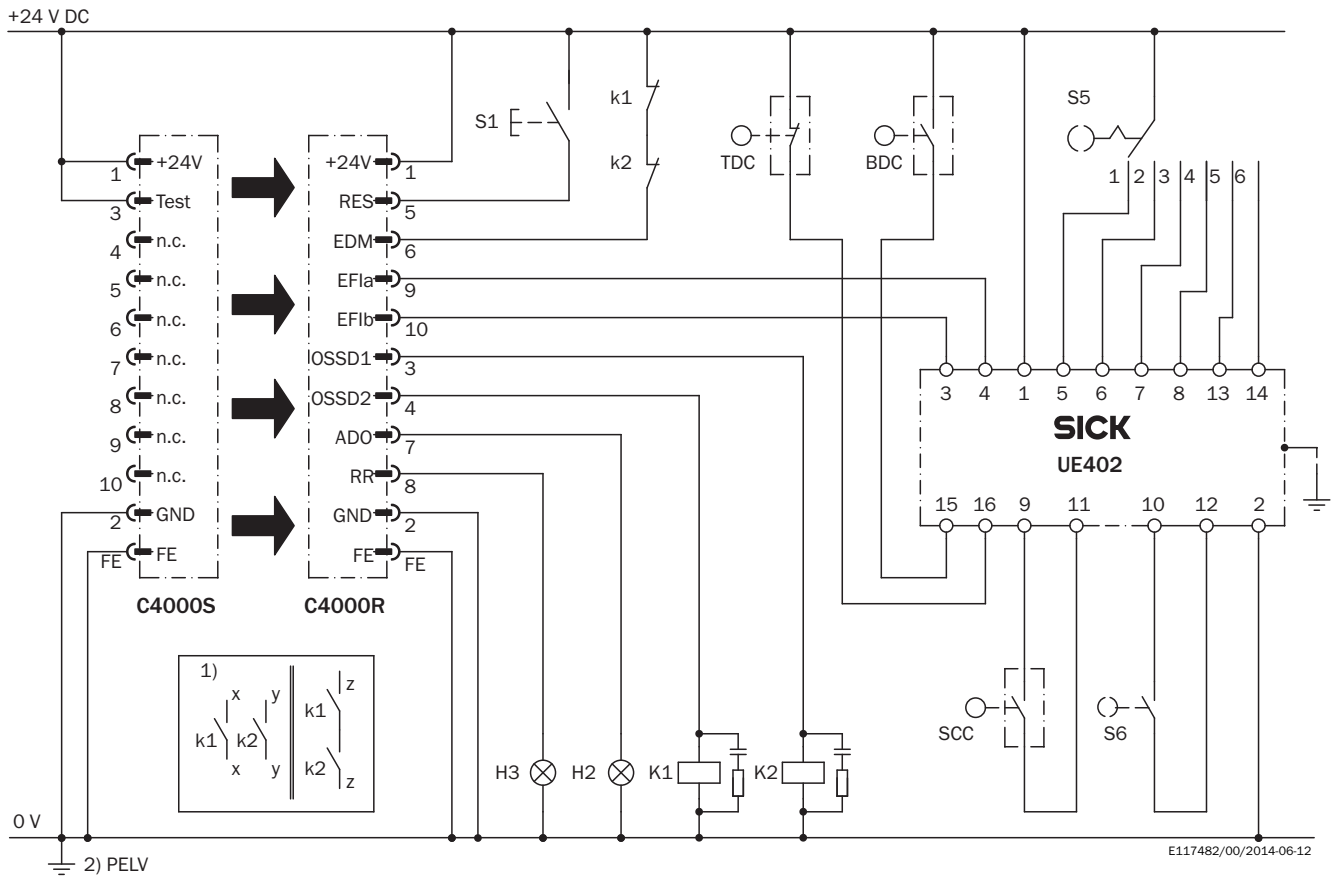 +24 V DC
S1
k1
k2
TDC
BDC
S5
1 2 3 4 5 6
1 +24V
3 Test
4 n.c.
5 n.c.
6 n.c.
7 n.c.
8 n.c.
9 n.c.
10 n.c.
2 GND
FE FE
C4000S
+24V 1
RES 5
EDM 6
EFIa 9
EFIb 10
OSSD1 3
OSSD2 4
ADO 7
RR 8
GND 2
FE FE
C4000R
3 4 1 5 6 7 8 13 14
SICK
UE402
15 16 9 11 10 12 2
1)
x y
k1 k2
x y
z
k1
k2
z
SCC
S6
H3
H2
K1
K2
0 V
2) PELV
E117482/00/2014-06-12